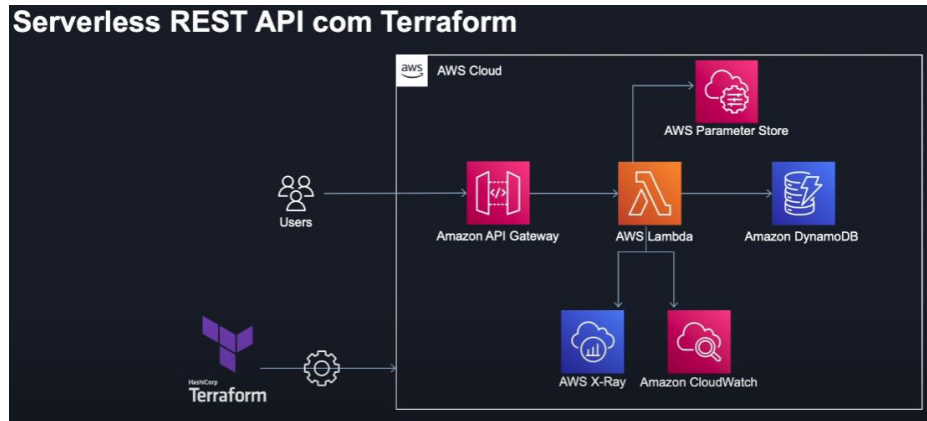 Serverless REST API com Terraform
aws
AWS Cloud
AWS Parameter Store
Users
Amazon API Gateway
AWS Lambda
Amazon DynamoDB
AWS X-Ray
Amazon CloudWatch
HashiCorp
Terraform